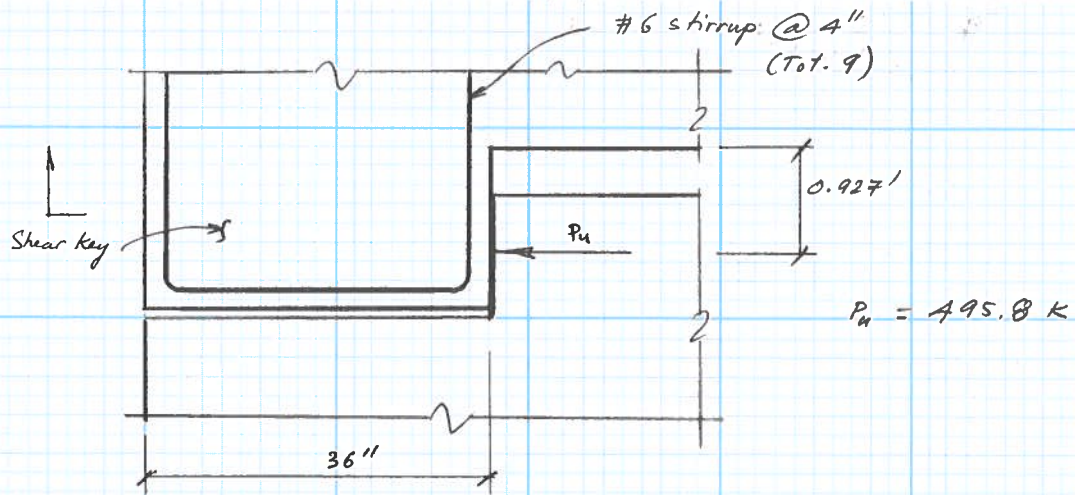 #6 stirrup @ 4"
(Tot. 9)
0.927'
Shear Key
Pu
Pu = 495.8 K
36"